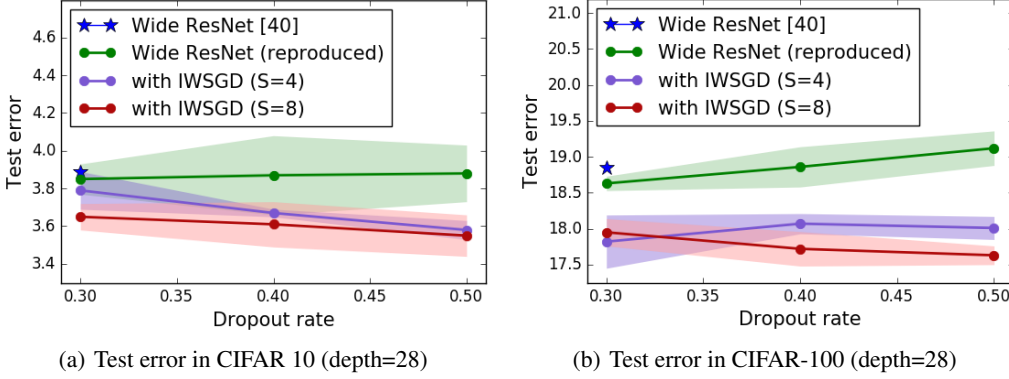 4.6
4.4
4.2
4.0
3.8
3.6
3.4
Test error
Wide ResNet [40]
Wide ResNet (reproduced)
with IWSGD (S=4)
with IWSGD (S=8)
0.30 0.35 0.40 0.45 0.50
Dropout rate
(a) Test error in CIFAR 10 (depth=28)
21.0
20.5
20.0
19.5
19.0
18.5
18.0
17.5
Test error
Wide ResNet [40]
Wide ResNet (reproduced)
with IWSGD (S=4)
with IWSGD (S=8)
0.30 0.35 0.40 0.45 0.50
Dropout rate
(b) Test error in CIFAR-100 (depth=28)